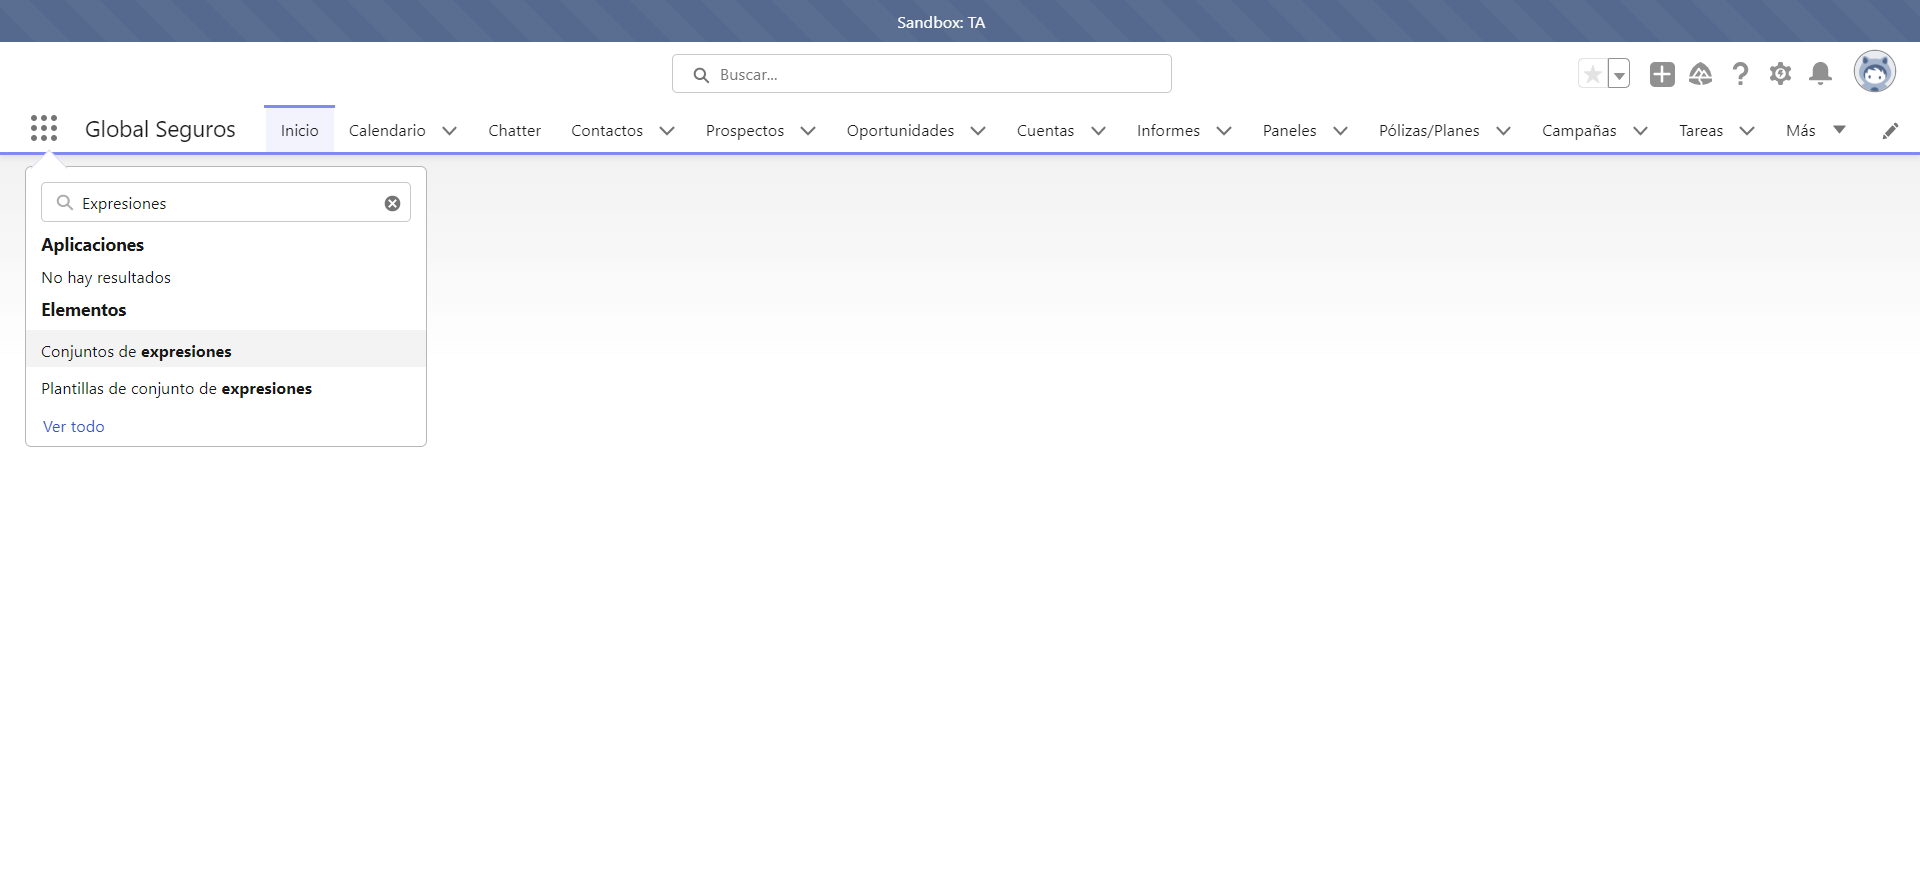 Sandbox: TA
Buscar...
Global Seguros
Inicio
Calendario
Chatter
Contactos
Prospectos
Oportunidades
Cuentas
Informes
Paneles
Pólizas/Planes
Campañas
Tareas
Más
Expresiones
Aplicaciones
No hay resultados
Elementos
Conjuntos de expresiones
Plantillas de conjunto de expresiones
Ver todo